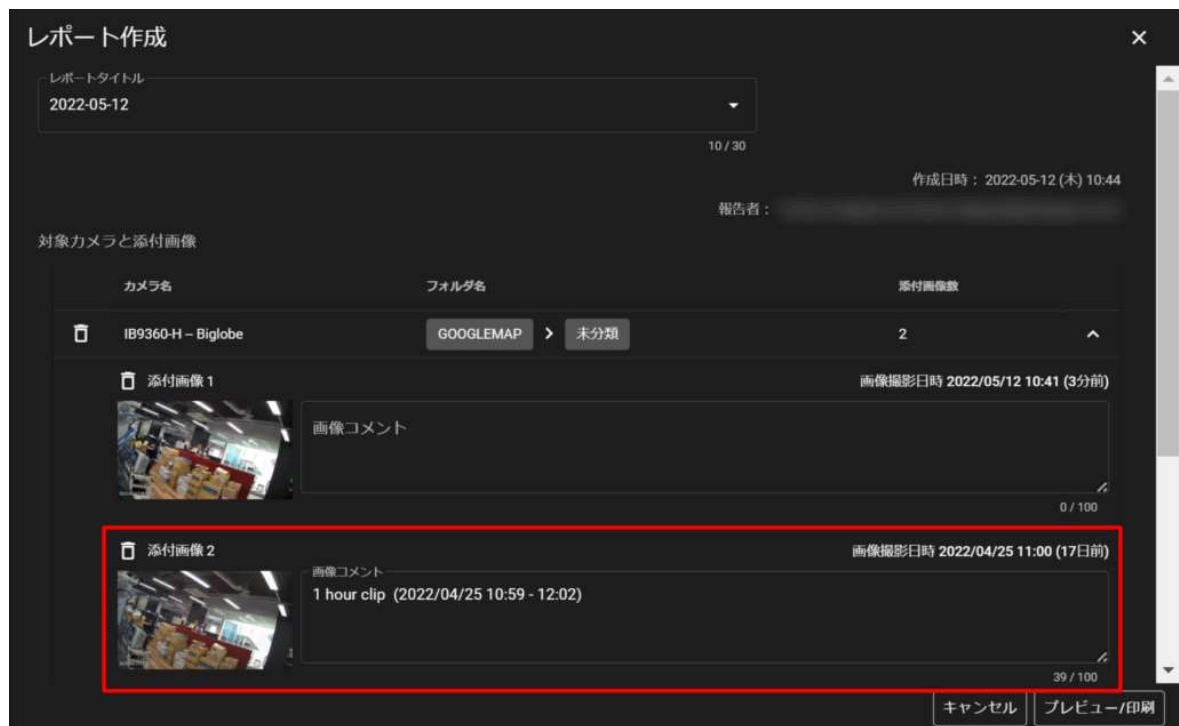 レポート作成
レポートタイトル
2022-05-12
10 / 30
作成日時： 2022-05-12 (木) 10:44
報告者：
対象カメラと添付画像
カメラ名 フォルダ名 添付画像数
IB9360-H – Biglobe GOOGLEMAP 未分類 2
添付画像 1 画像撮影日時 2022/05/12 10:41 (3分前)
画像コメント
0 / 100
添付画像 2 画像撮影日時 2022/04/25 11:00 (17日前)
画像コメント
1 hour clip (2022/04/25 10:59 - 12:02)
39 / 100
キャンセル プレビュー/印刷